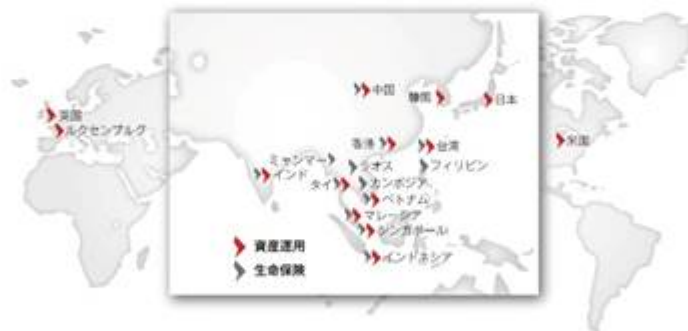 中国
韓国
日本
英国
ルクセンブルク
香港
台湾
米国
ミャンマー
ラオス
フィリピン
インド
タイ
カンボジア
ベトナム
マレーシア
シンガポール
インドネシア
資産運用
生命保険